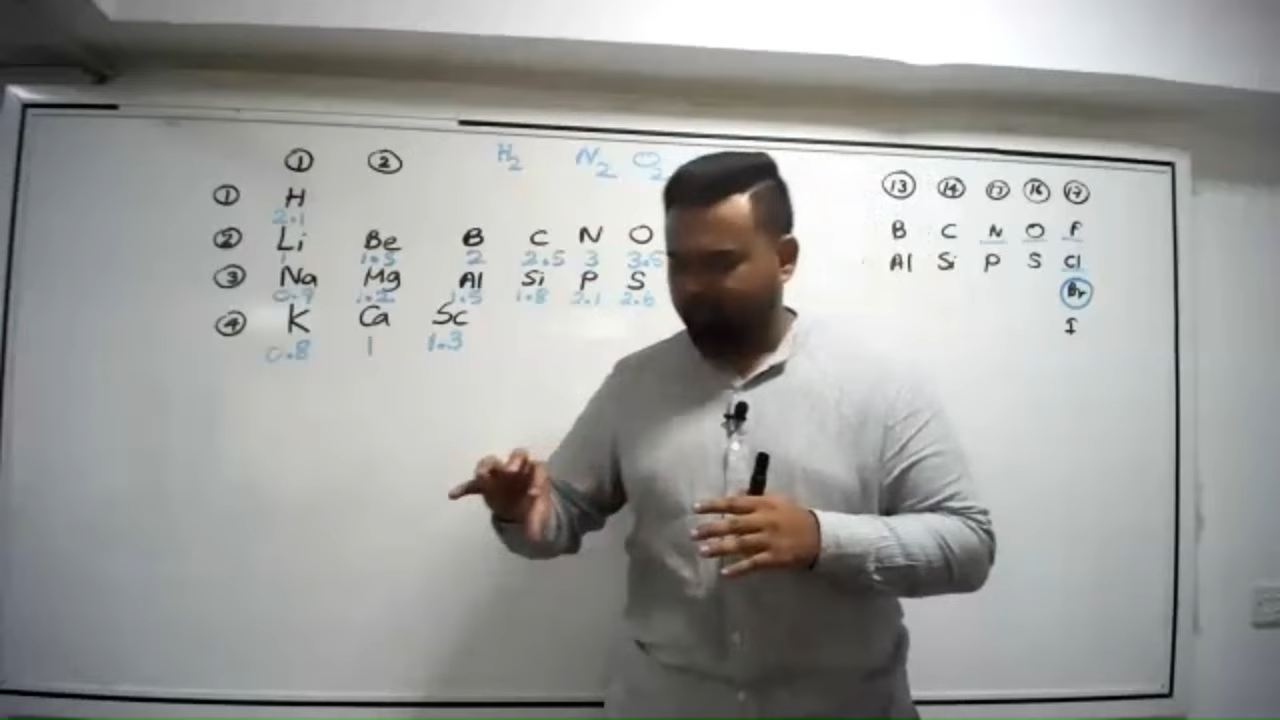 ① ② H₂ N₂ O₂
① H
2.1
② Li Be B C N O
1 1.5 2 2.5 3 3.5
③ Na Mg Al Si P S
0.9 1.2 1.5 1.8 2.1 2.6
④ K Ca Sc
0.8 1 1.3
⑬ ⑭ ⑮ ⑯ ⑰
B C N O F
Al Si P S Cl
Br
I